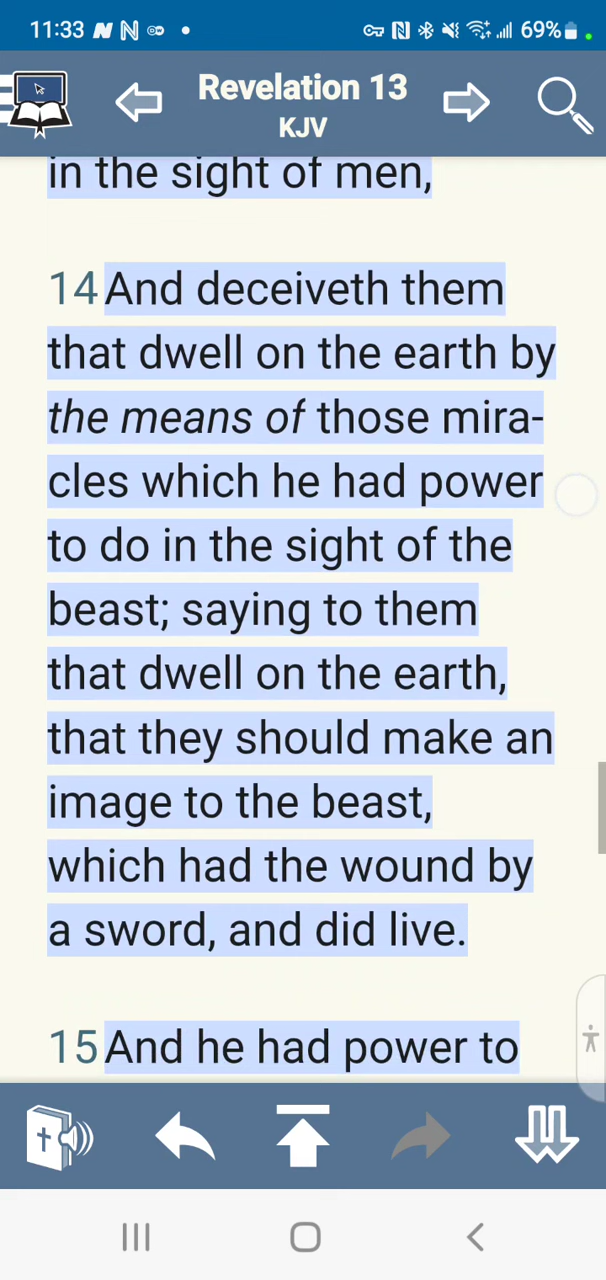 11:33 69%
Revelation 13
KJV
in the sight of men,
14 And deceiveth them
that dwell on the earth by
the means of those mira-
cles which he had power
to do in the sight of the
beast; saying to them
that dwell on the earth,
that they should make an
image to the beast,
which had the wound by
a sword, and did live.
15 And he had power to